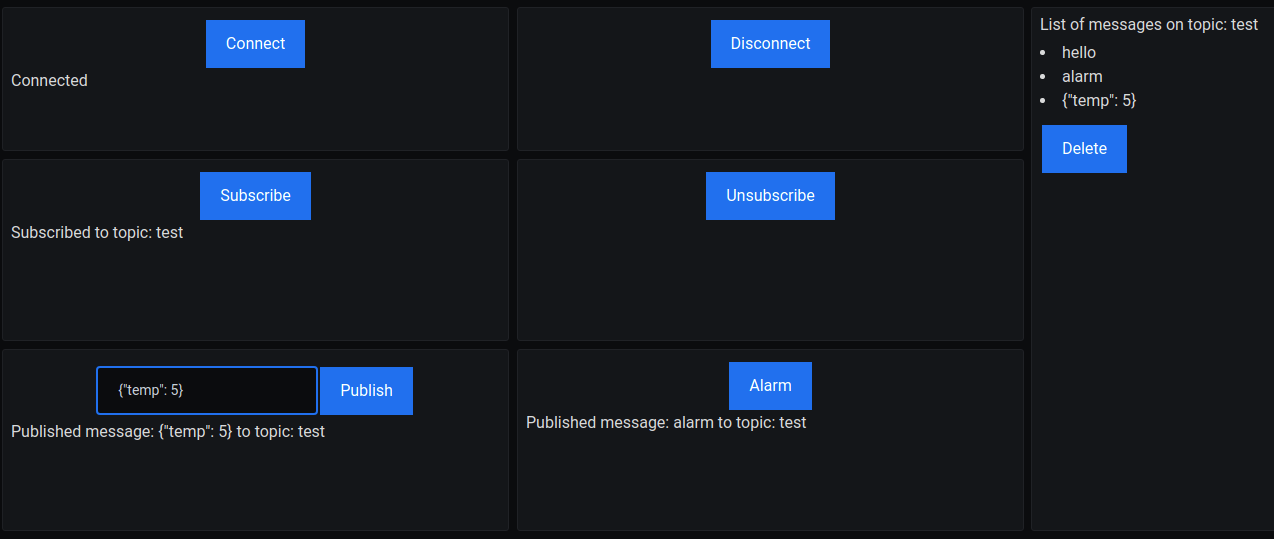 Connect
Connected
Disconnect
Subscribe
Subscribed to topic: test
Unsubscribe
{"temp": 5}
Publish
Published message: {"temp": 5} to topic: test
Alarm
Published message: alarm to topic: test
List of messages on topic: test
hello
alarm
{"temp": 5}
Delete